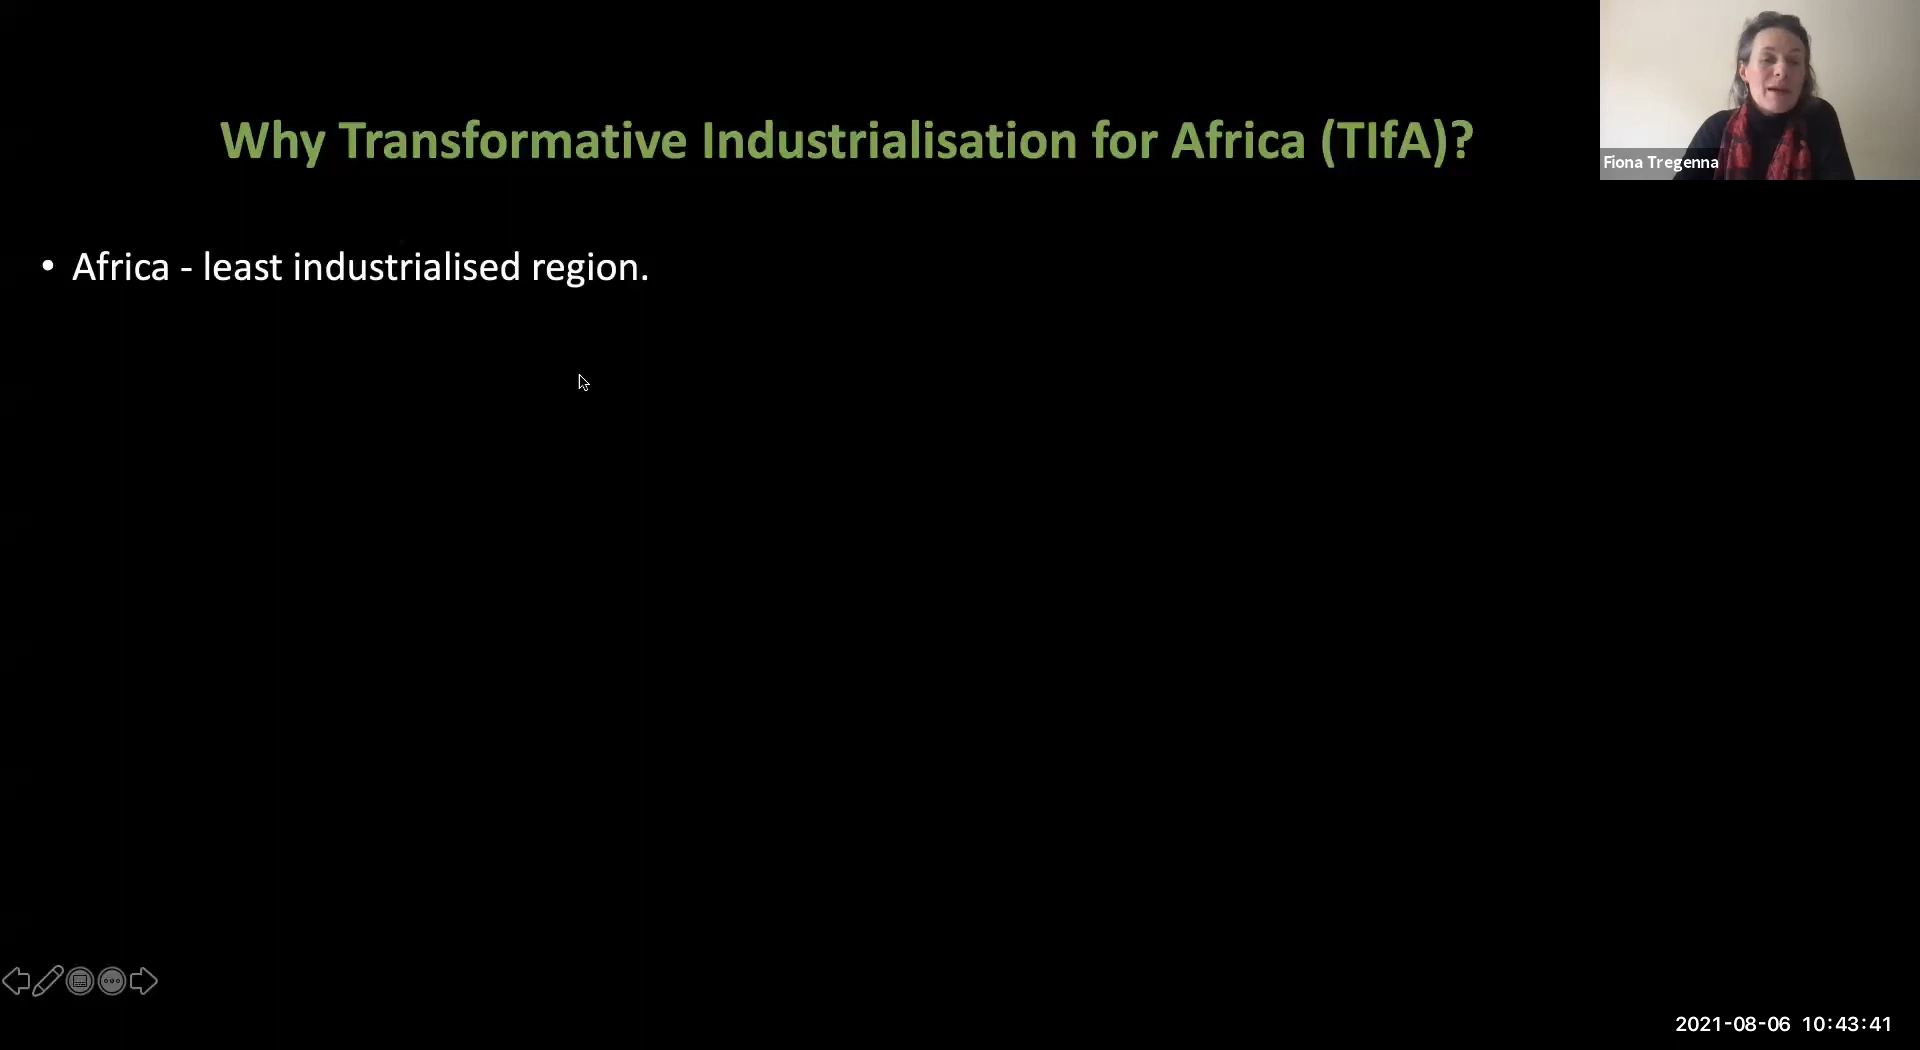 Why Transformative Industrialisation for Africa (TIfA)?
Fiona Tregenna
• Africa - least industrialised region.
2021-08-06 10:43:41